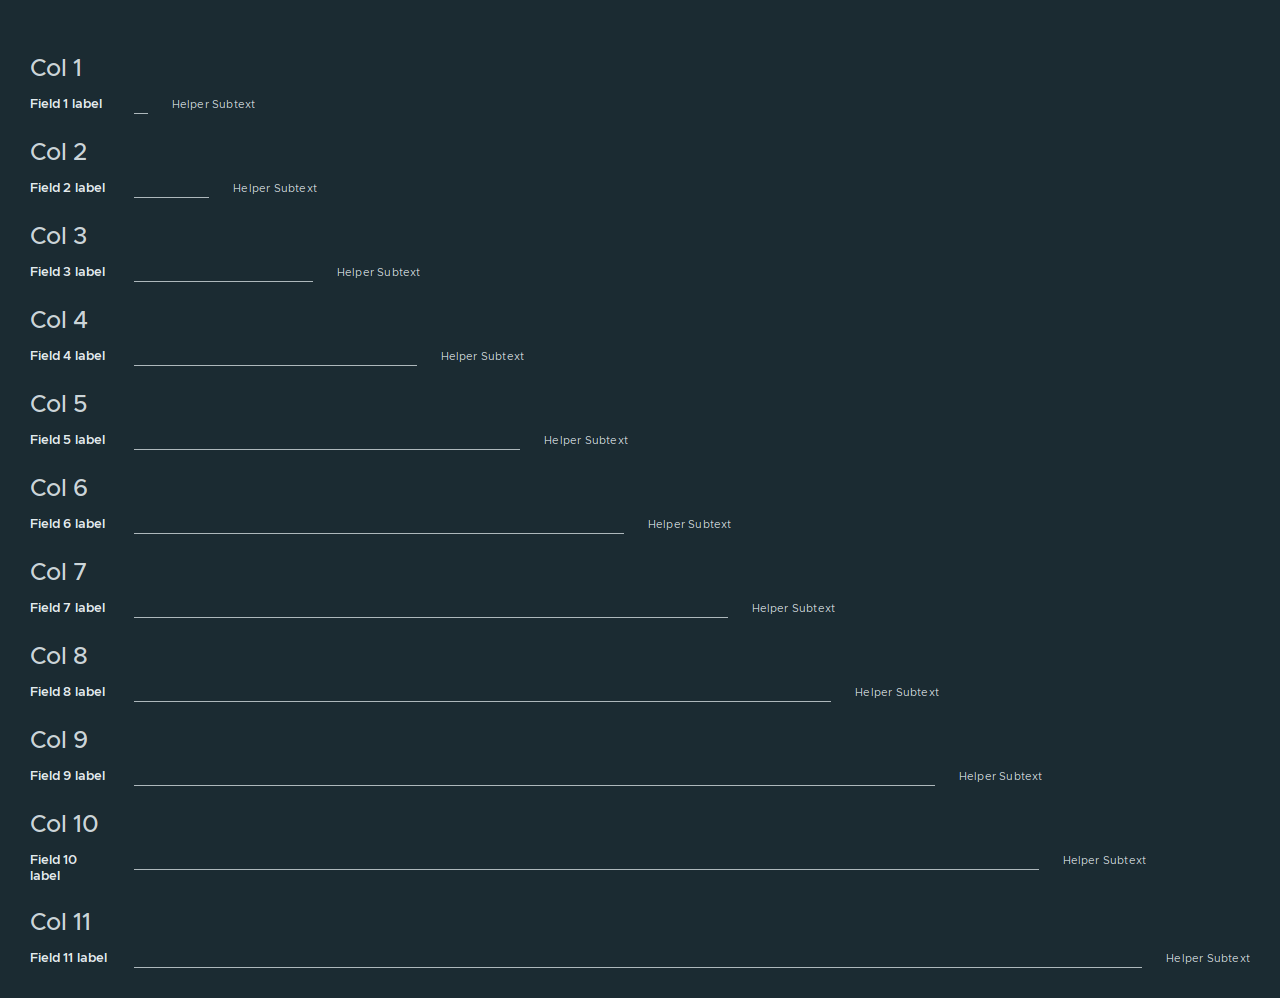 Col 1
Field 1 label Helper Subtext
Col 2
Field 2 label Helper Subtext
Col 3
Field 3 label Helper Subtext
Col 4
Field 4 label Helper Subtext
Col 5
Field 5 label Helper Subtext
Col 6
Field 6 label Helper Subtext
Col 7
Field 7 label Helper Subtext
Col 8
Field 8 label Helper Subtext
Col 9
Field 9 label Helper Subtext
Col 10
Field 10 Helper Subtext
label
Col 11
Field 11 label Helper Subtext